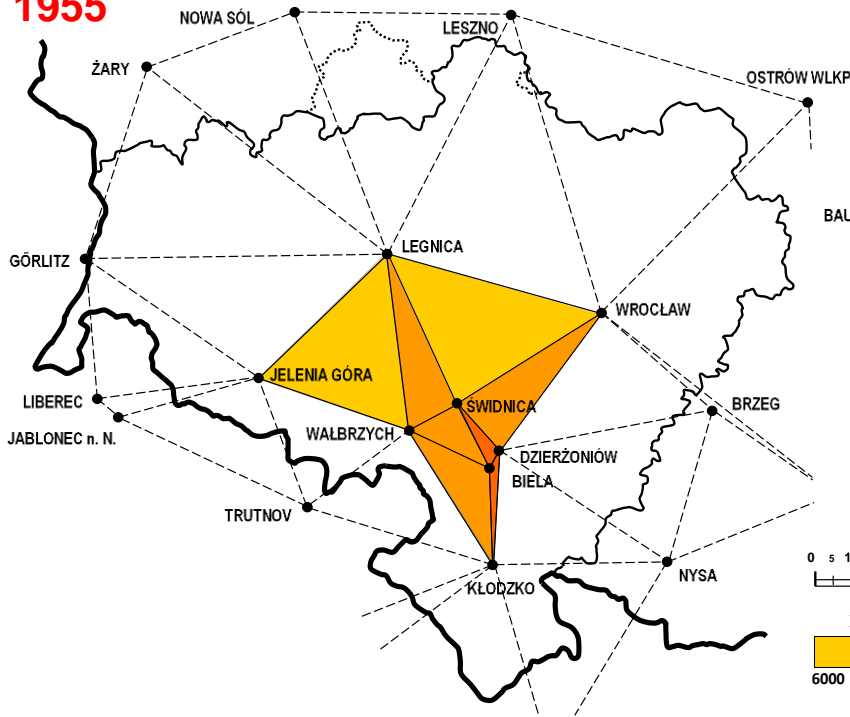 1955
NOWA SÓL
LESZNO
ŻARY
OSTRÓW WLKP
BAU
LEGNICA
GÖRLITZ
WROCŁAW
JELENIA GÓRA
LIBEREC
ŚWIDNICA
BRZEG
JABLONEC n. N.
WAŁBRZYCH
DZIERŻONIÓW
BIELA
TRUTNOV
0 5 1
NYSA
KŁODZKO
6000